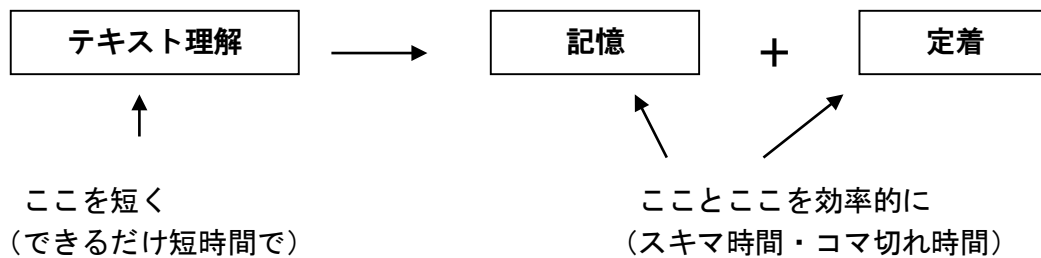 テキスト理解
記憶
＋
定着
ここを短く
（できるだけ短時間で）
こことここを効率的に
（スキマ時間・コマ切れ時間）